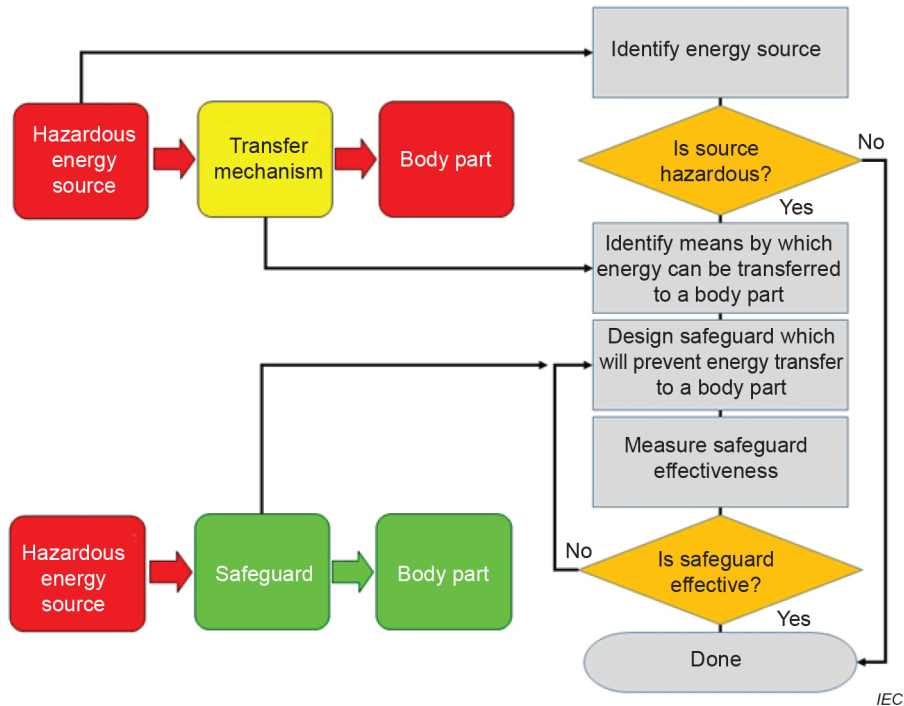 Identify energy source
Hazardous
energy
source
Transfer
mechanism
Body part
Is source
hazardous?
No
Yes
Identify means by which
energy can be transferred
to a body part
Design safeguard which
will prevent energy transfer
to a body part
Measure safeguard
effectiveness
Hazardous
energy
source
Safeguard
Body part
No
Is safeguard
effective?
Yes
Done
IEC